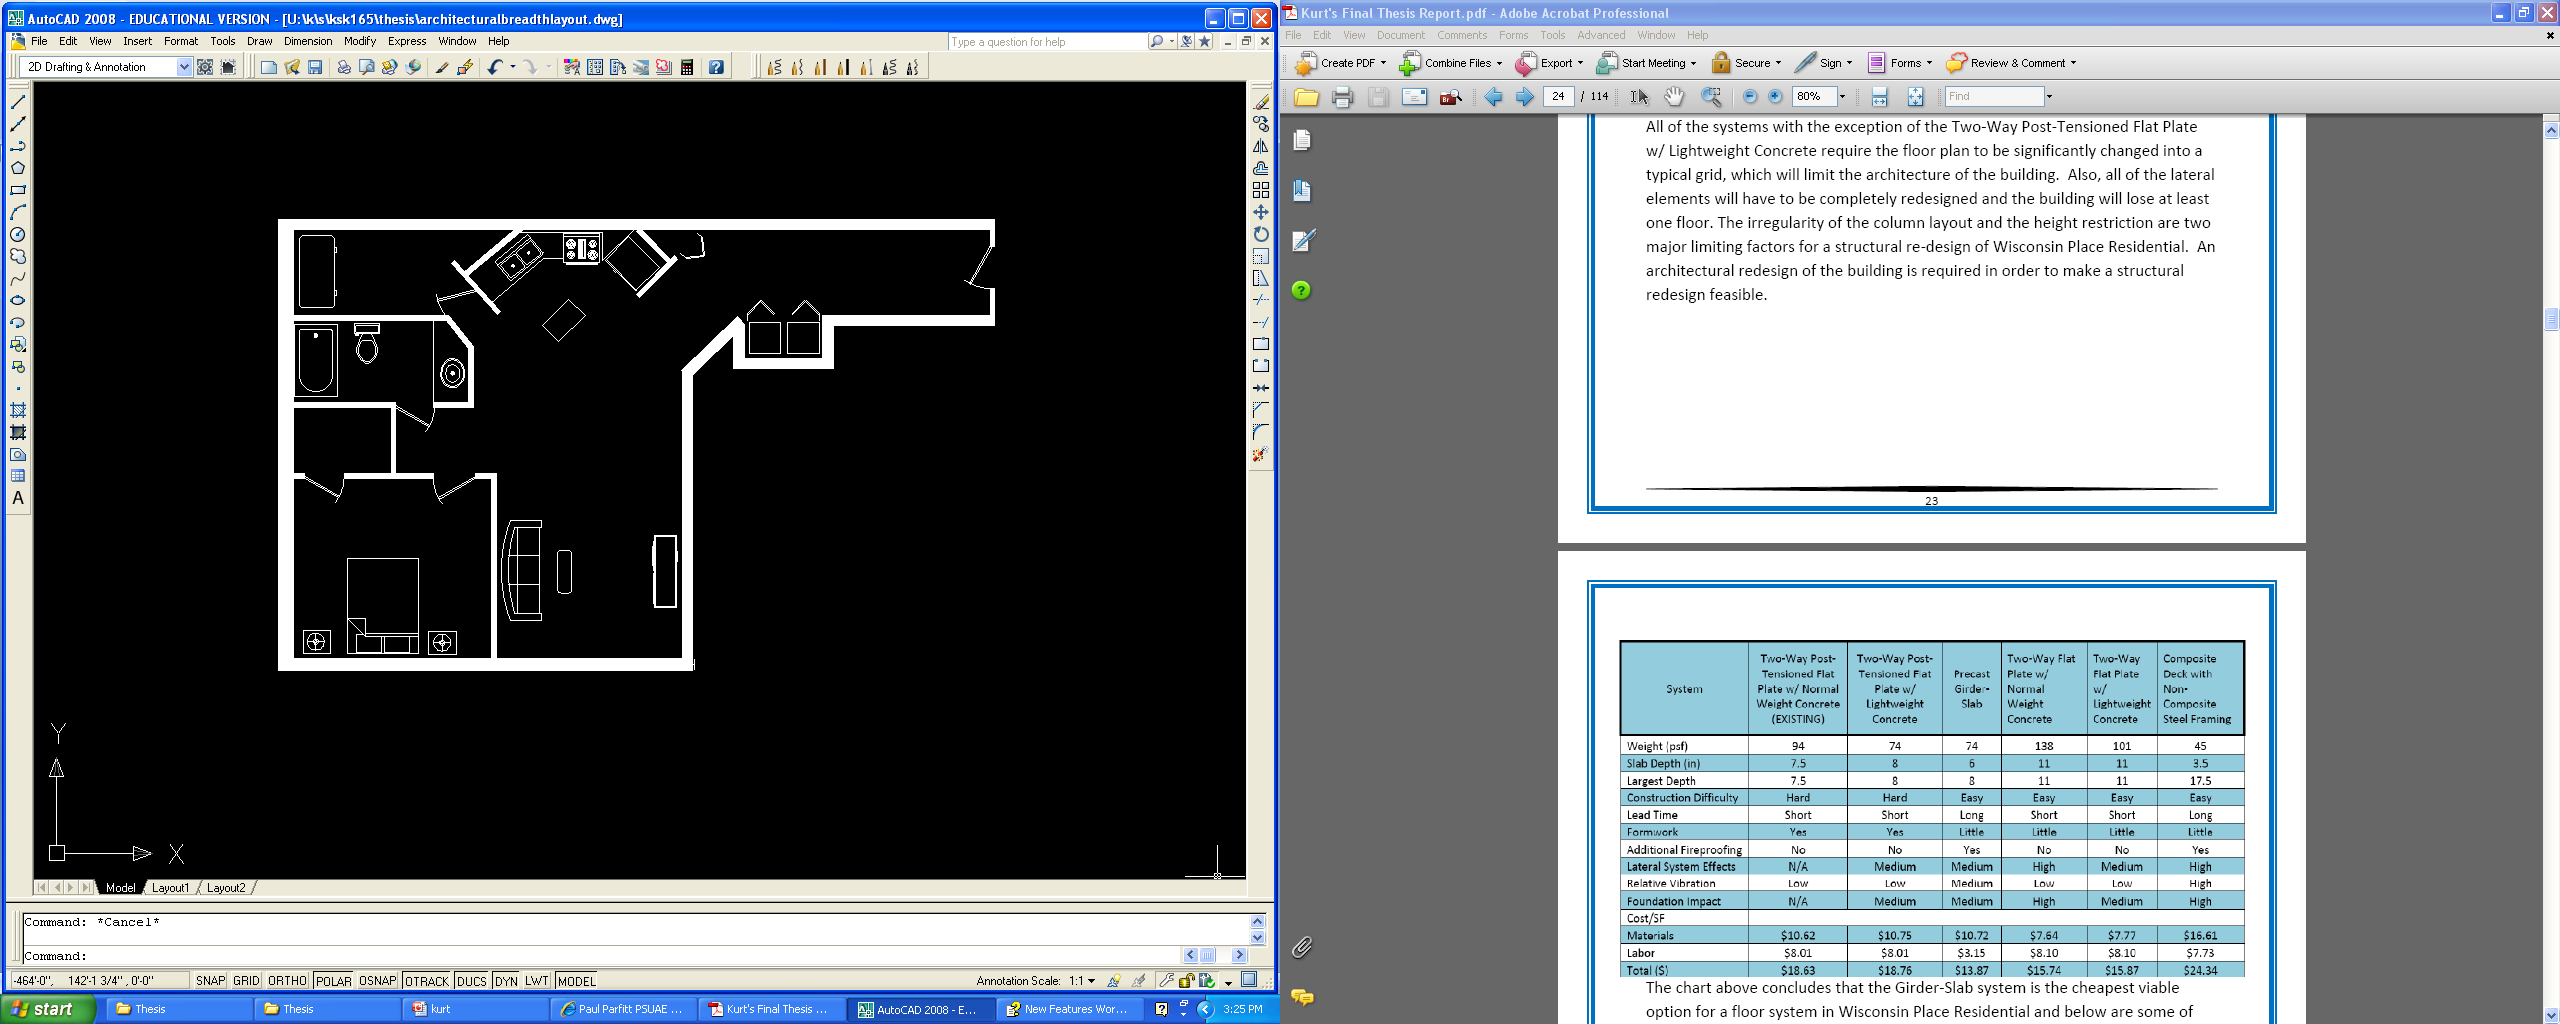 AutoCAD 2008 - EDUCATIONAL VERSION - [U:\k\s\ksk165\thesis\architecturalbreadthlayout.dwg]
File Edit View Insert Format Tools Draw Dimension Modify Express Window Help
Type a question for help
2D Drafting & Annotation
A
Y
X
Model Layout1 Layout2
Command: *Cancel*
Command:
-464'0", 142'-1 3/4" , 0'-0" SNAP GRID ORTHO POLAR OSNAP OTRACK DUCS DYN LWT MODEL Annotation Scale: 1:1
start Thesis Thesis kurt Paul Parfitt PSUAE ... Kurt's Final Thesis ... AutoCAD 2008 - E... New Features Wor... 3:25 PM
Kurt's Final Thesis Report.pdf - Adobe Acrobat Professional
File Edit View Document Comments Forms Tools Advanced Window Help
Create PDF Combine Files Export Start Meeting Secure Sign Forms Review & Comment
Br 24 / 114 80% Find
All of the systems with the exception of the Two-Way Post-Tensioned Flat Plate
w/ Lightweight Concrete require the floor plan to be significantly changed into a
typical grid, which will limit the architecture of the building. Also, all of the lateral
elements will have to be completely redesigned and the building will lose at least
one floor. The irregularity of the column layout and the height restriction are two
major limiting factors for a structural re-design of Wisconsin Place Residential. An
architectural redesign of the building is required in order to make a structural
redesign feasible.
23
System Two-Way Post-Tensioned Flat Plate w/ Normal Weight Concrete (EXISTING) Two-Way Post-Tensioned Flat Plate w/ Lightweight Concrete Precast Girder-Slab Two-Way Flat Plate w/ Normal Weight Concrete Two-Way Flat Plate w/ Lightweight Concrete Composite Deck with Non-Composite Steel Framing
Weight (psf) 94 74 74 138 101 45
Slab Depth (in) 7.5 8 6 11 11 3.5
Largest Depth 7.5 8 8 11 11 17.5
Construction Difficulty Hard Hard Easy Easy Easy Easy
Lead Time Short Short Long Short Short Long
Formwork Yes Yes Little Little Little Little
Additional Fireproofing No No Yes No No Yes
Lateral System Effects N/A Medium Medium High Medium High
Relative Vibration Low Low Medium Low Low High
Foundation Impact N/A Medium Medium High Medium High
Cost/SF
Materials $10.62 $10.75 $10.72 $7.64 $7.77 $16.61
Labor $8.01 $8.01 $3.15 $8.10 $8.10 $7.73
Total ($) $18.63 $18.76 $13.87 $15.74 $15.87 $24.34
The chart above concludes that the Girder-Slab system is the cheapest viable
option for a floor system in Wisconsin Place Residential and below are some of